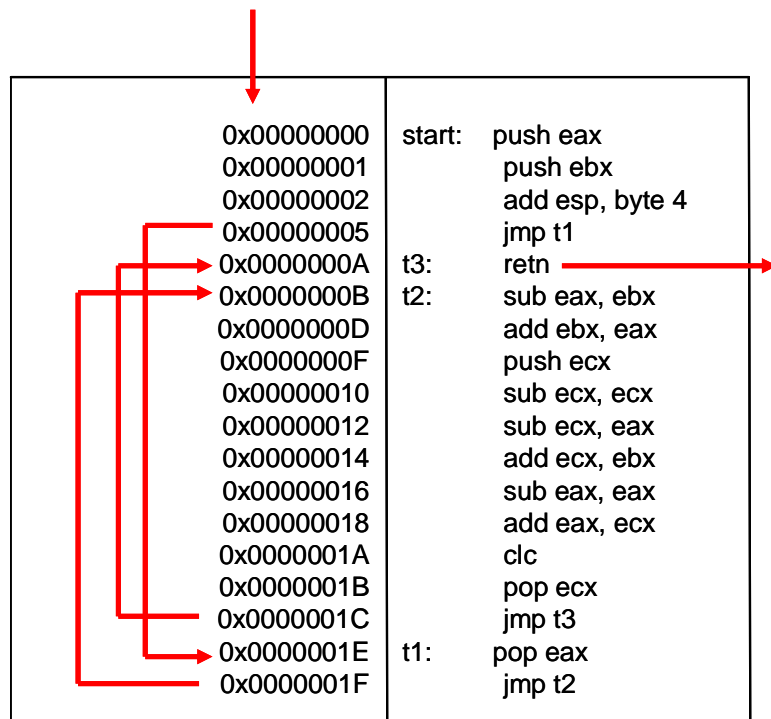 0x00000000 start: push eax
0x00000001 push ebx
0x00000002 add esp, byte 4
0x00000005 jmp t1
0x0000000A t3: retn
0x0000000B t2: sub eax, ebx
0x0000000D add ebx, eax
0x0000000F push ecx
0x00000010 sub ecx, ecx
0x00000012 sub ecx, eax
0x00000014 add ecx, ebx
0x00000016 sub eax, eax
0x00000018 add eax, ecx
0x0000001A clc
0x0000001B pop ecx
0x0000001C jmp t3
0x0000001E t1: pop eax
0x0000001F jmp t2